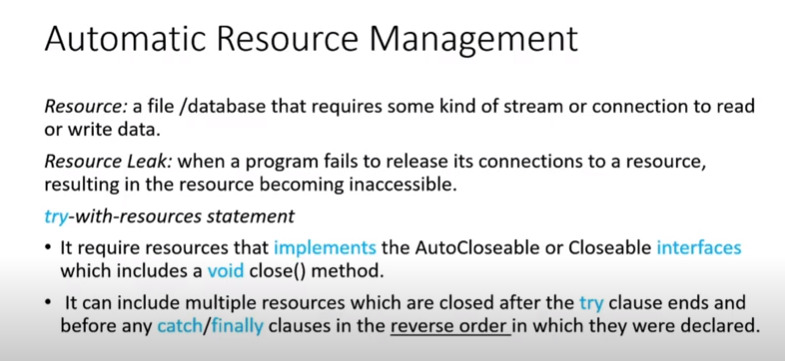 Automatic Resource Management
Resource: a file /database that requires some kind of stream or connection to read
or write data.
Resource Leak: when a program fails to release its connections to a resource,
resulting in the resource becoming inaccessible.
try-with-resources statement
• It require resources that implements the AutoCloseable or Closeable interfaces
which includes a void close() method.
• It can include multiple resources which are closed after the try clause ends and
before any catch/finally clauses in the reverse order in which they were declared.